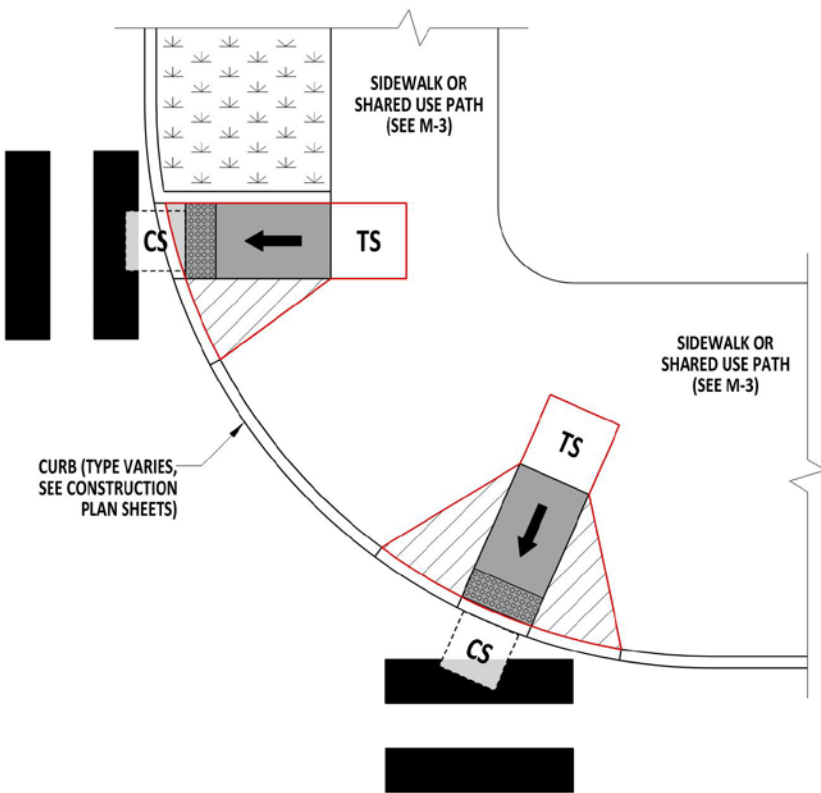 SIDEWALK OR
SHARED USE PATH
(SEE M-3)
CS
TS
SIDEWALK OR
SHARED USE PATH
(SEE M-3)
TS
CURB (TYPE VARIES,
SEE CONSTRUCTION
PLAN SHEETS)
CS